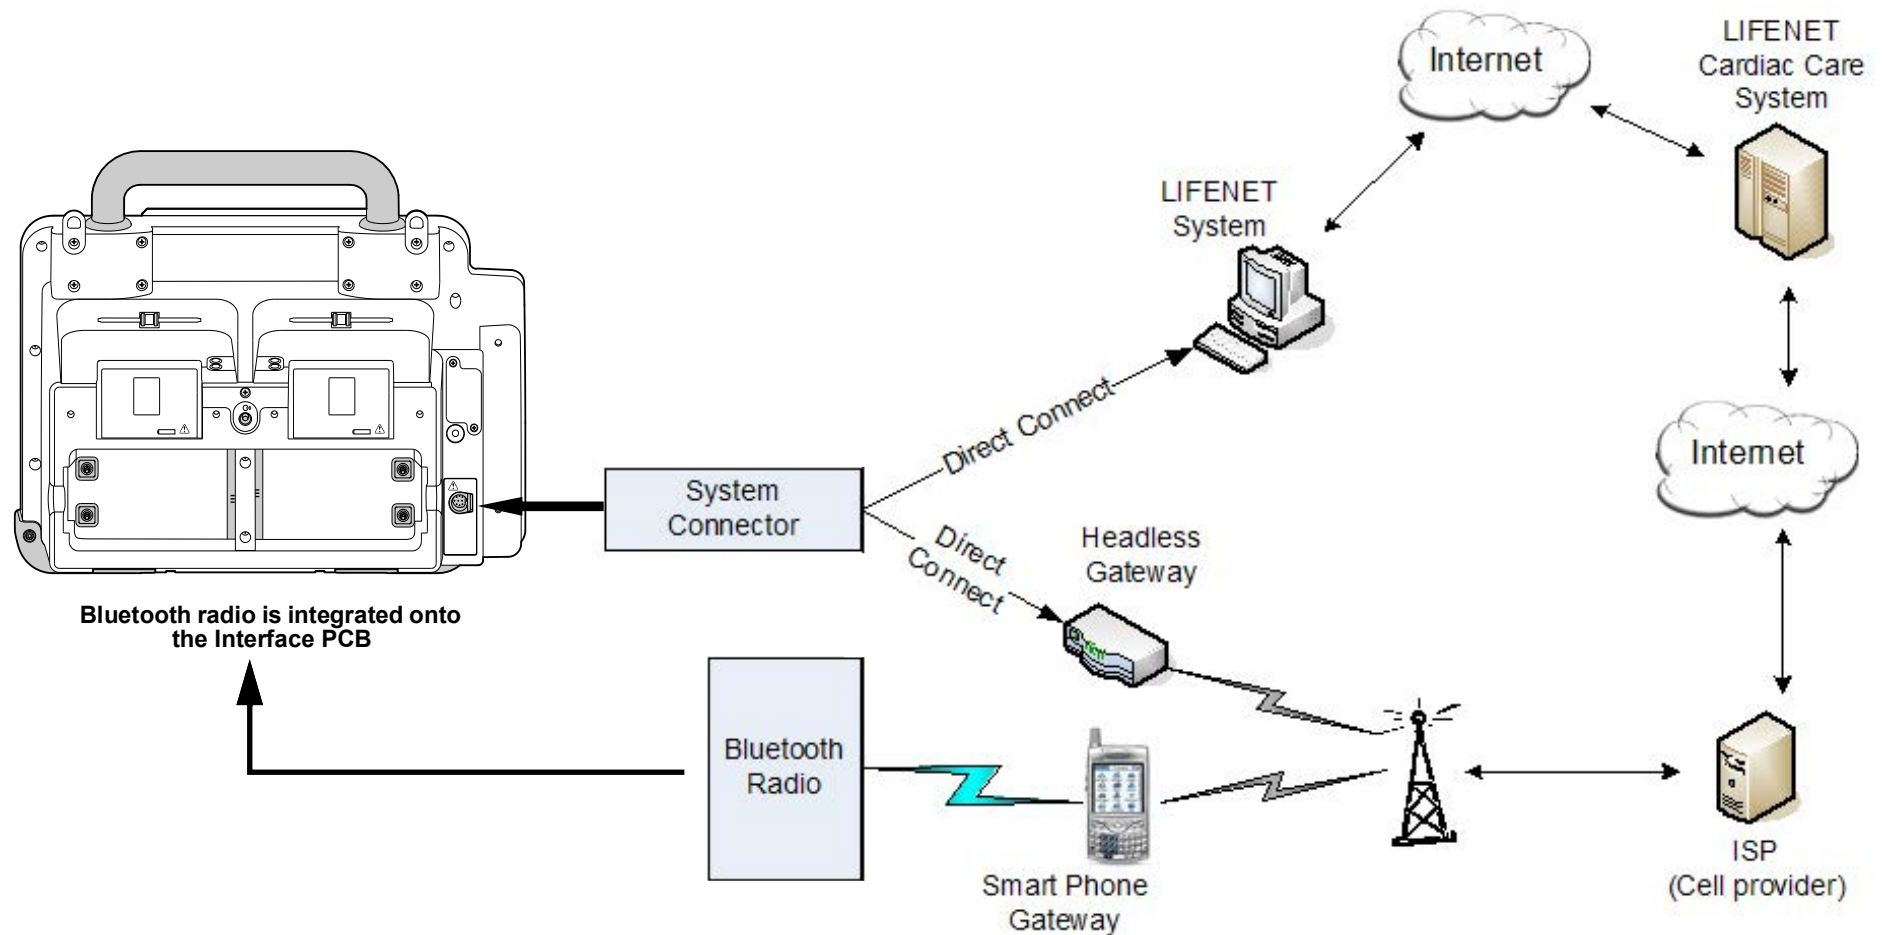 Internet
LIFENET
Cardiac Care
System
LIFENET
System
Direct Connect
Internet
System
Connector
Direct
Connect
Headless
Gateway
Bluetooth radio is integrated onto
the Interface PCB
Bluetooth
Radio
Smart Phone
Gateway
ISP
(Cell provider)